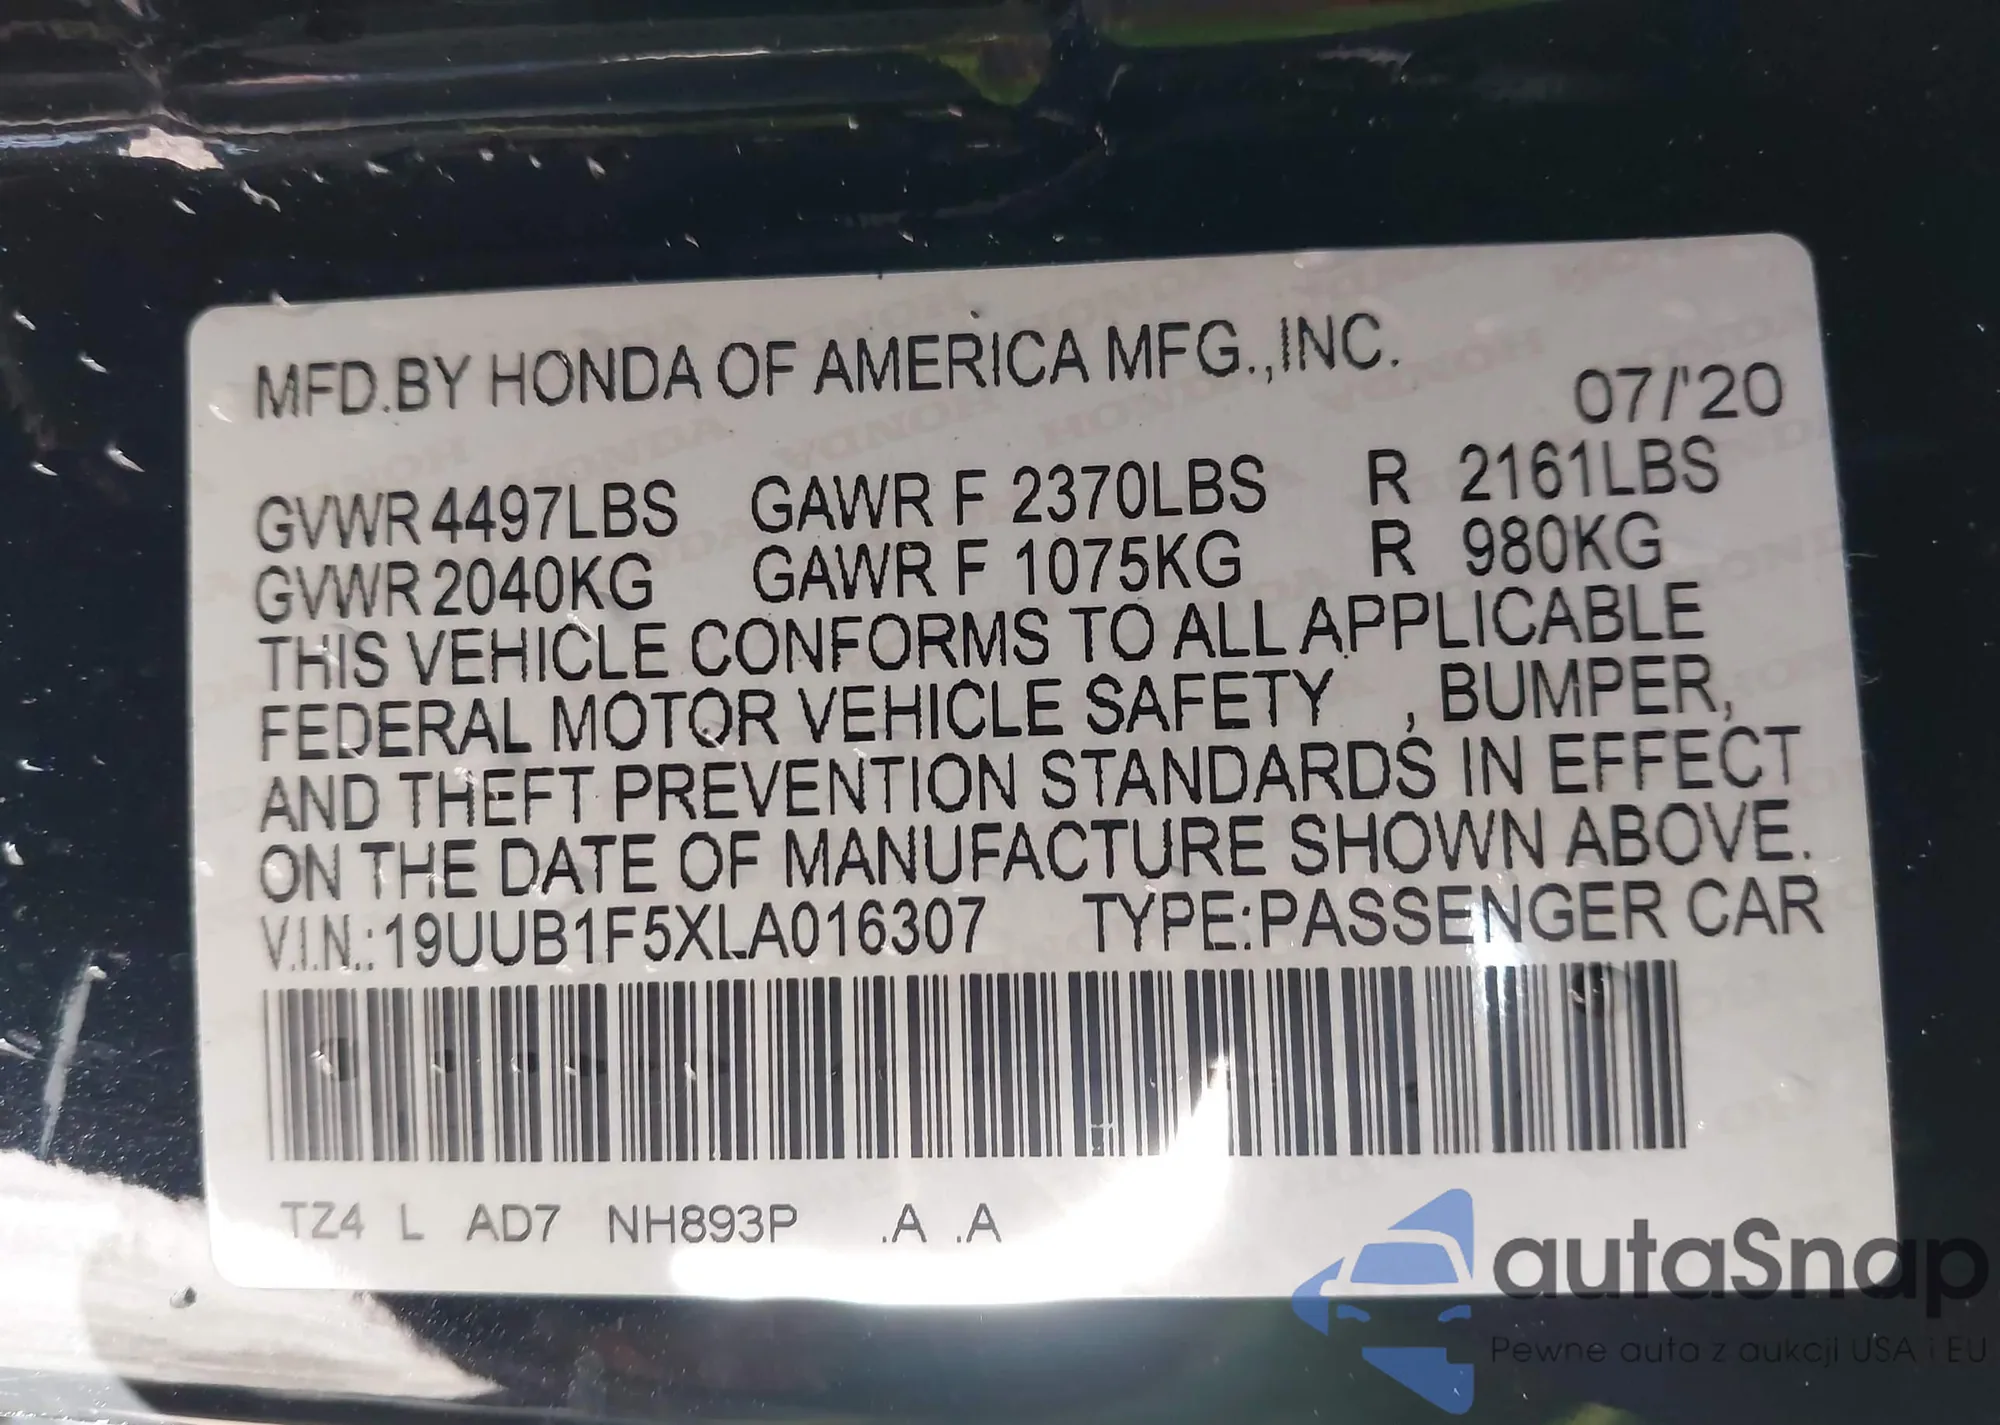 MFD.BY HONDA OF AMERICA MFG.,INC.
07/'20
GVWR 4497LBS GAWR F 2370LBS R 2161LBS
GVWR 2040KG GAWR F 1075KG R 980KG
THIS VEHICLE CONFORMS TO ALL APPLICABLE
FEDERAL MOTOR VEHICLE SAFETY , BUMPER,
AND THEFT PREVENTION STANDARDS IN EFFECT
ON THE DATE OF MANUFACTURE SHOWN ABOVE.
V.I.N.:19UUB1F5XLA016307 TYPE:PASSENGER CAR
TZ4 L AD7 NH893P .A .A
autaSnap
Pewne auta z aukcji USA i EU